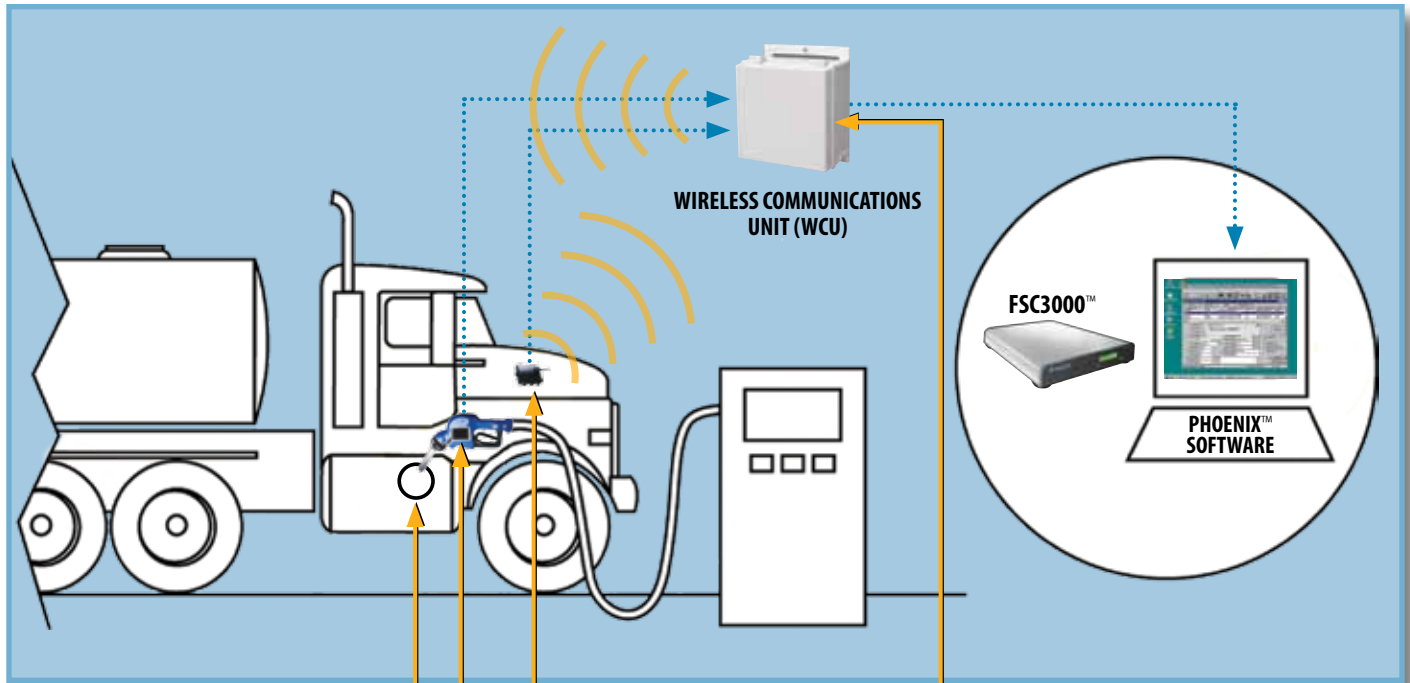 WIRELESS COMMUNICATIONS
UNIT (WCU)
FSC3000™
PHOENIX™
SOFTWARE